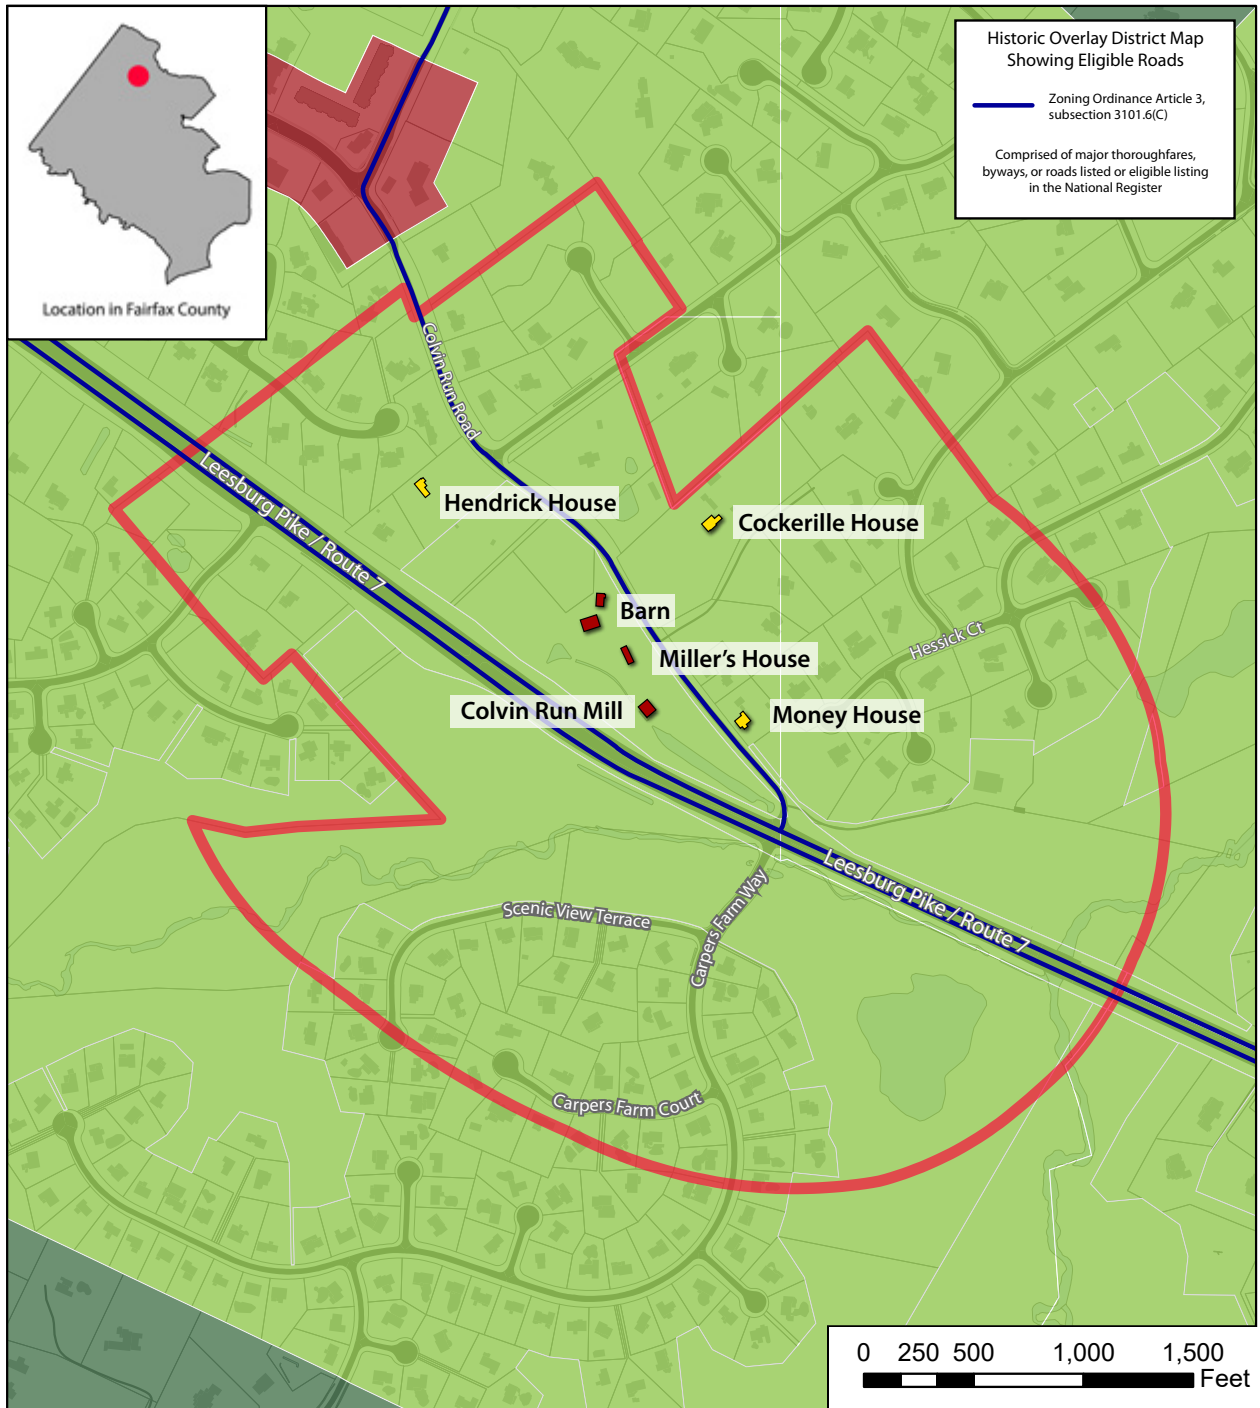 Location in Fairfax County
Historic Overlay District Map
Showing Eligible Roads
Zoning Ordinance Article 3,
subsection 3101.6(C)
Comprised of major thoroughfares,
byways, or roads listed or eligible listing
in the National Register
Colvin Run Road
Leesburg Pike / Route 7
Hendrick House
Cockerille House
Barn
Hessick Ct
Miller's House
Colvin Run Mill
Money House
Leesburg Pike / Route 7
Scenic View Terrace
Carpers Farm Way
Carpers Farm Court
0 250 500 1,000 1,500
Feet